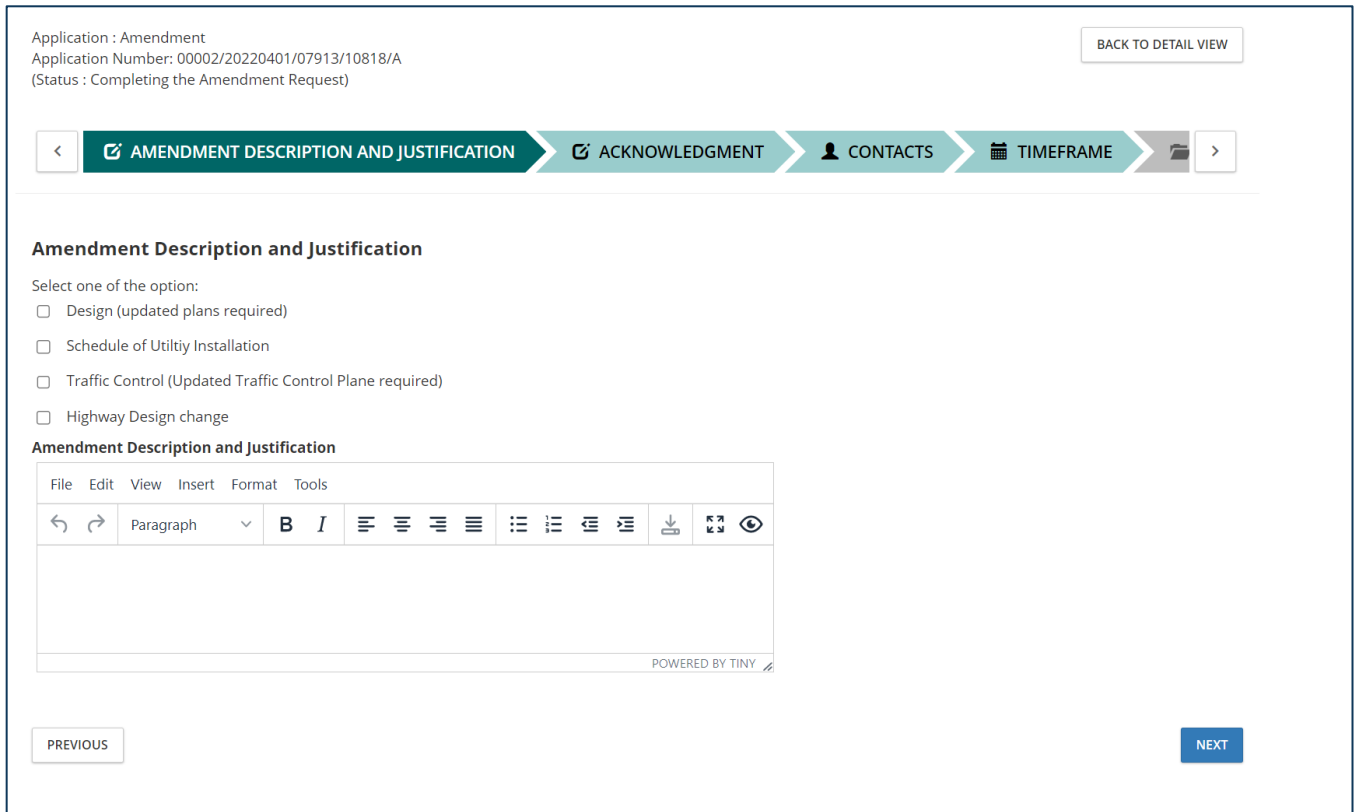 Application : Amendment
BACK TO DETAIL VIEW
Application Number: 00002/20220401/07913/10818/A
(Status : Completing the Amendment Request)
AMENDMENT DESCRIPTION AND JUSTIFICATION
ACKNOWLEDGMENT
CONTACTS
TIMEFRAME
Amendment Description and Justification
Select one of the option:
Design (updated plans required)
Schedule of Utiltiy Installation
Traffic Control (Updated Traffic Control Plane required)
Highway Design change
Amendment Description and Justification
File Edit View Insert Format Tools
Paragraph B I
POWERED BY TINY
PREVIOUS
NEXT